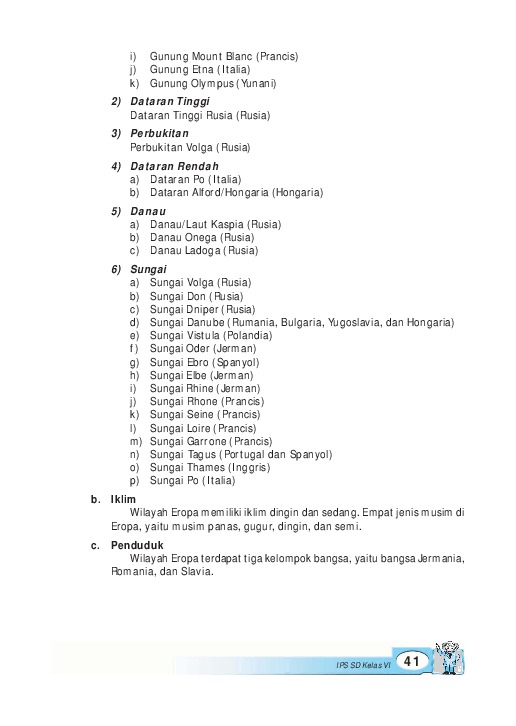 i) Gunung Mount Blanc (Prancis)
j) Gunung Etna (Italia)
k) Gunung Olympus (Yunani)
2) Dataran Tinggi
Dataran Tinggi Rusia (Rusia)
3) Perbukitan
Perbukitan Volga (Rusia)
4) Dataran Rendah
a) Dataran Po (Italia)
b) Dataran Alford/Hongaria (Hongaria)
5) Danau
a) Danau/Laut Kaspia (Rusia)
b) Danau Onega (Rusia)
c) Danau Ladoga (Rusia)
6) Sungai
a) Sungai Volga (Rusia)
b) Sungai Don (Rusia)
c) Sungai Dniper (Rusia)
d) Sungai Danube (Rumania, Bulgaria, Yugoslavia, dan Hongaria)
e) Sungai Vistula (Polandia)
f) Sungai Oder (Jerman)
g) Sungai Ebro (Spanyol)
h) Sungai Elbe (Jerman)
i) Sungai Rhine (Jerman)
j) Sungai Rhone (Prancis)
k) Sungai Seine (Prancis)
l) Sungai Loire (Prancis)
m) Sungai Garrone (Prancis)
n) Sungai Tagus (Portugal dan Spanyol)
o) Sungai Thames (Inggris)
p) Sungai Po (Italia)
b. Iklim
Wilayah Eropa memiliki iklim dingin dan sedang. Empat jenis musim di
Eropa, yaitu musim panas, gugur, dingin, dan semi.
c. Penduduk
Wilayah Eropa terdapat tiga kelompok bangsa, yaitu bangsa Jermania,
Romania, dan Slavia.
IPS SD Kelas VI 41